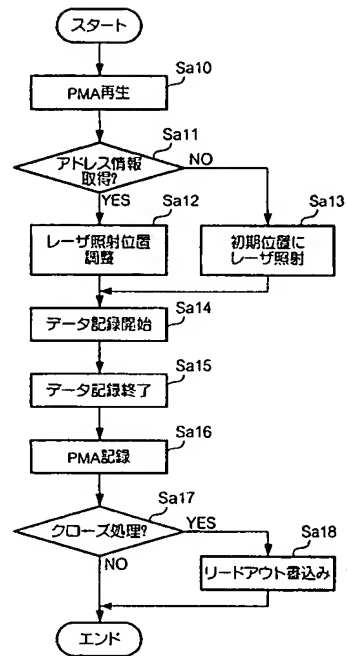 スタート
Sa10
PMA再生
Sa11
アドレス情報
取得?
NO
YES
Sa12
レーザ照射位置
調整
Sa13
初期位置に
レーザ照射
Sa14
データ記録開始
Sa15
データ記録終了
Sa16
PMA記録
Sa17
クローズ処理?
YES
NO
Sa18
リードアウト書込み
エンド